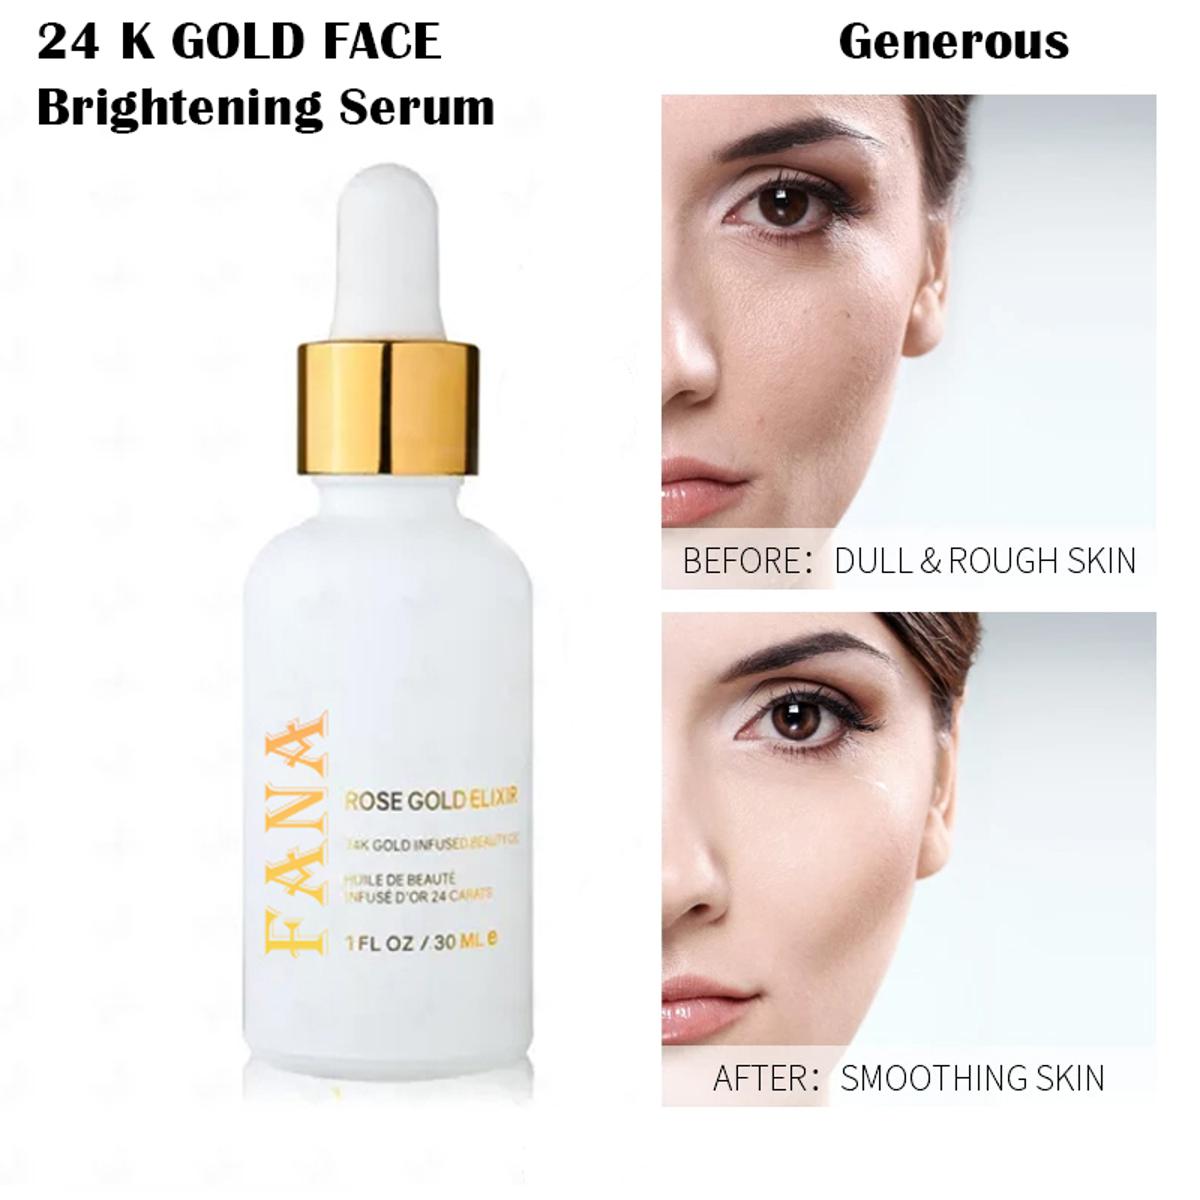 24 K GOLD FACE
Brightening Serum
Generous
BEFORE: DULL & ROUGH SKIN
AFTER: SMOOTHING SKIN
FANA
ROSE GOLD ELIXIR
24K GOLD INFUSED BEAUTY OIL
HUILE DE BEAUTÉ
INFUSÉ D'OR 24 CARATS
1 FL OZ / 30 ML e